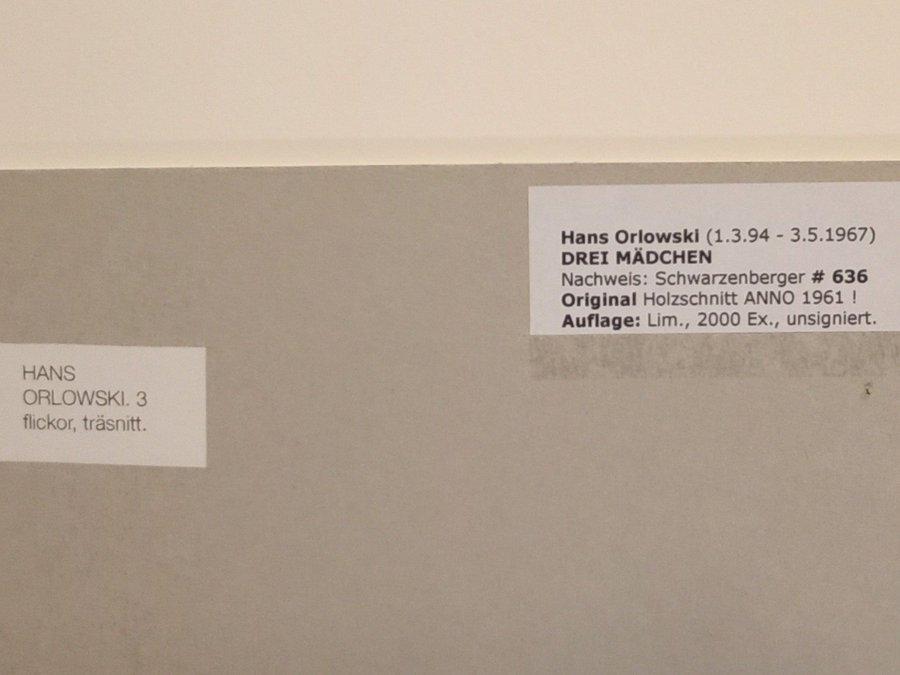 Hans Orlowski (1.3.94 - 3.5.1967)
DREI MÄDCHEN
Nachweis: Schwarzenberger # 636
Original Holzschnitt ANNO 1961 !
Auflage: Lim., 2000 Ex., unsigniert.
HANS
ORLOWSKI. 3
flickor, träsnitt.